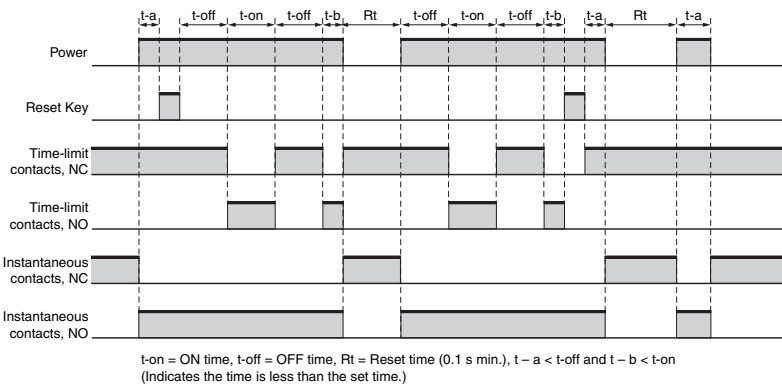 t-a t-off t-on t-off t-b Rt t-off t-on t-off t-b t-a Rt t-a
Power
Reset Key
Time-limit
contacts, NC
Time-limit
contacts, NO
Instantaneous
contacts, NC
Instantaneous
contacts, NO
t-on = ON time, t-off = OFF time, Rt = Reset time (0.1 s min.), t – a < t-off and t – b < t-on
(Indicates the time is less than the set time.)